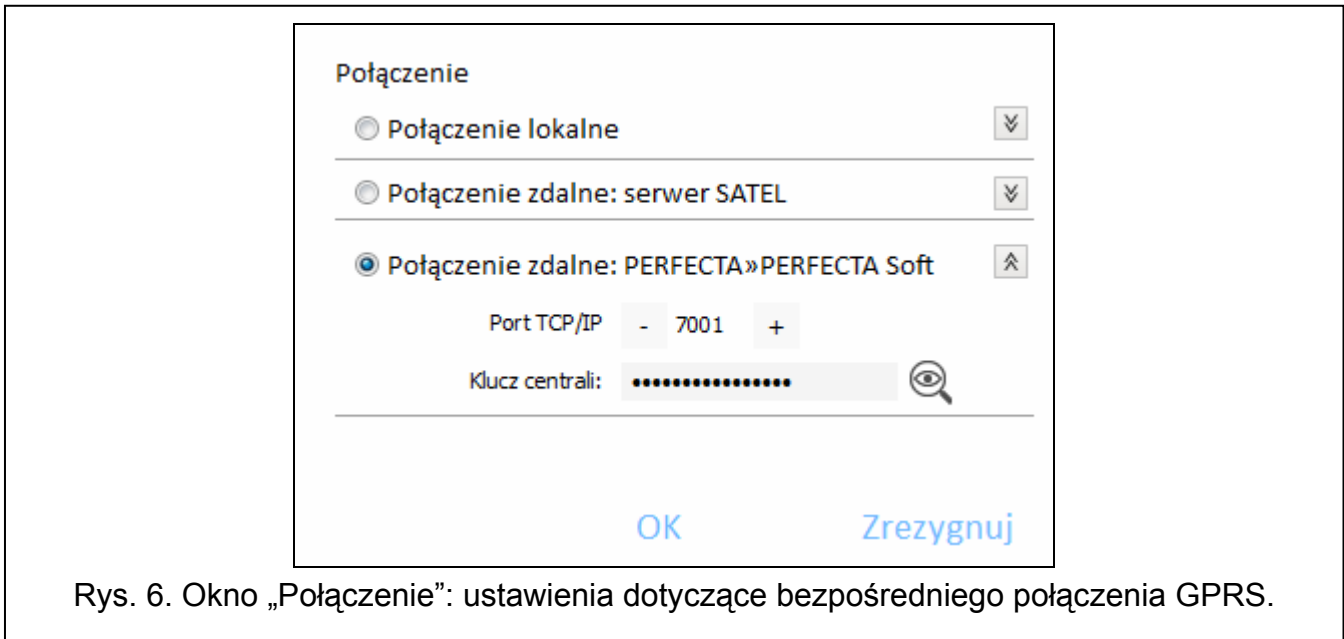 Połączenie
Połączenie lokalne
Połączenie zdalne: serwer SATEL
Połączenie zdalne: PERFECTA»PERFECTA Soft
Port TCP/IP - 7001 +
Klucz centrali: ••••••••••••••••
OK Zrezygnuj
Rys. 6. Okno „Połączenie”: ustawienia dotyczące bezpośredniego połączenia GPRS.